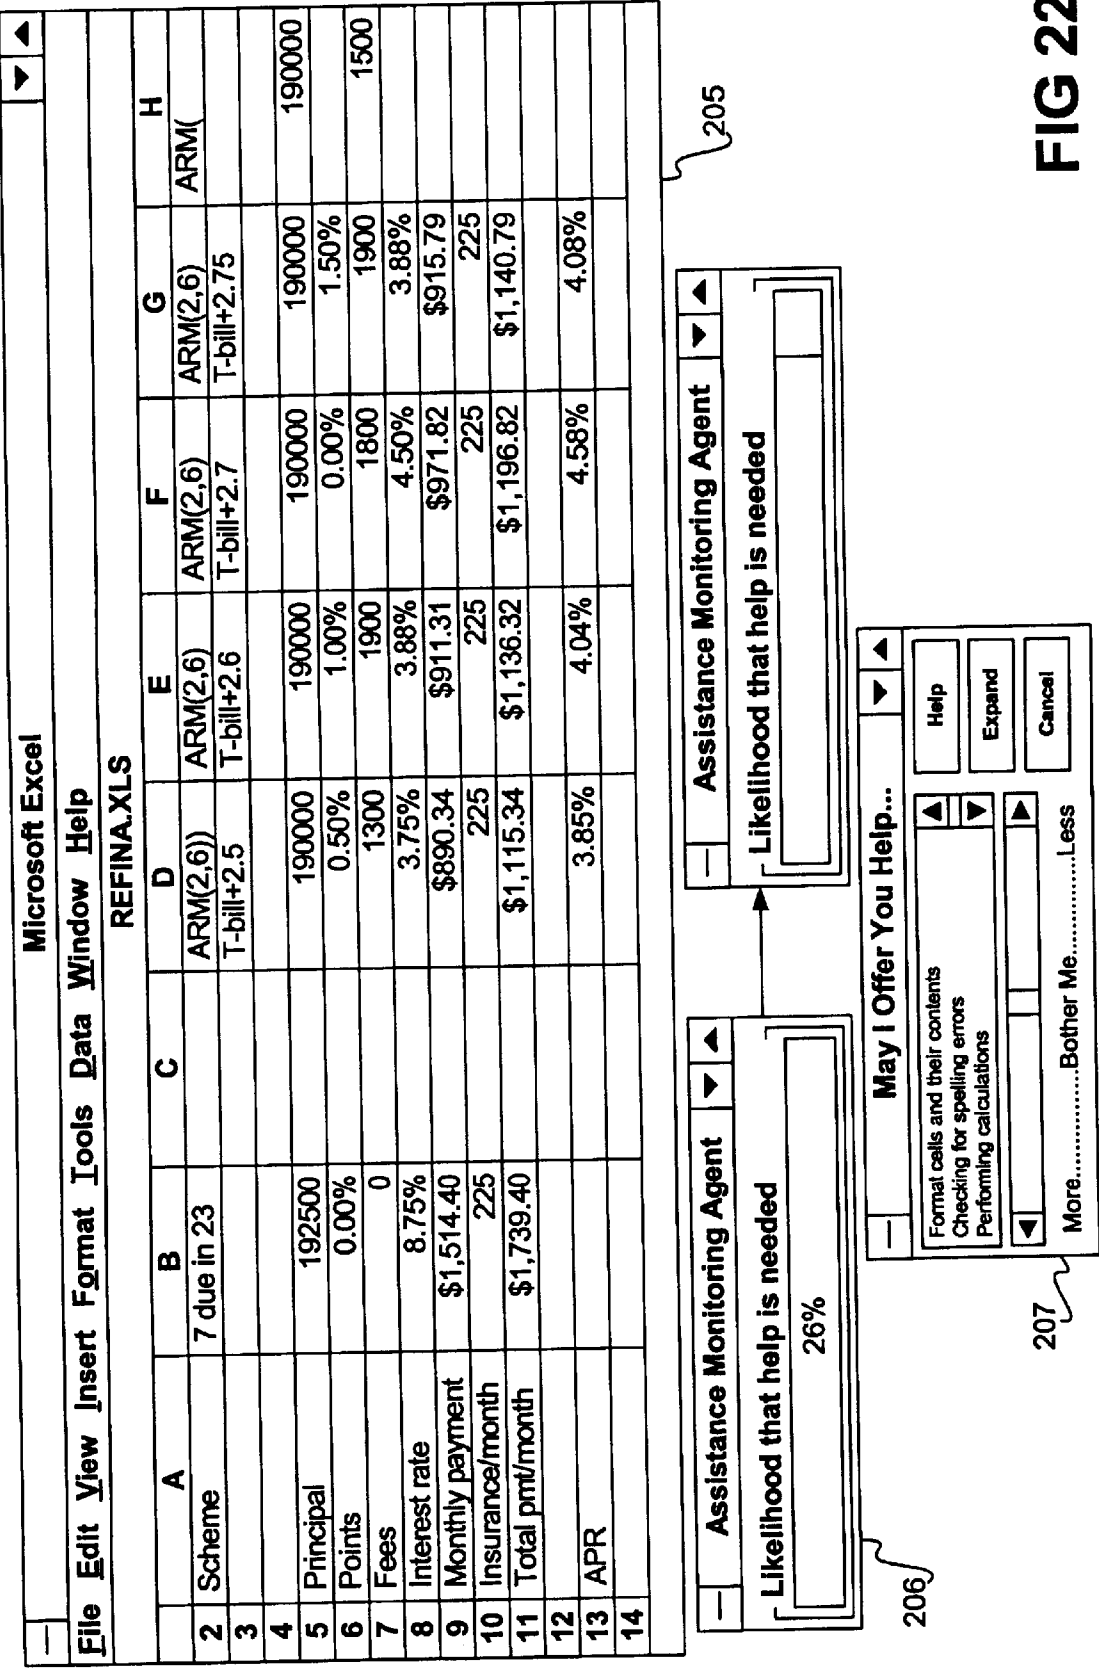 Microsoft Excel
File Edit View Insert Format Tools Data Window Help
REFINA.XLS
A B C D E F G H
2 Scheme 7 due in 23 ARM(2,6)) ARM(2,6) ARM(2,6) ARM(2,6) ARM(
3 T-bill+2.5 T-bill+2.6 T-bill+2.7 T-bill+2.75
4
5 Principal 192500 190000 190000 190000 190000 190000
6 Points 0.00% 0.50% 1.00% 0.00% 1.50%
7 Fees 0 1300 1900 1800 1900 1500
8 Interest rate 8.75% 3.75% 3.88% 4.50% 3.88%
9 Monthly payment $1,514.40 $890.34 $911.31 $971.82 $915.79
10 Insurance/month 225 225 225 225 225
11 Total pmt/month $1,739.40 $1,115.34 $1,136.32 $1,196.82 $1,140.79
12
13 APR 3.85% 4.04% 4.58% 4.08%
14
205
Assistance Monitoring Agent
Likelihood that help is needed
26%
206
Assistance Monitoring Agent
Likelihood that help is needed
May I Offer You Help...
Format cells and their contents
Checking for spelling errors
Performing calculations
Help
Expand
Cancel
More.............Bother Me.............Less
207
FIG 22